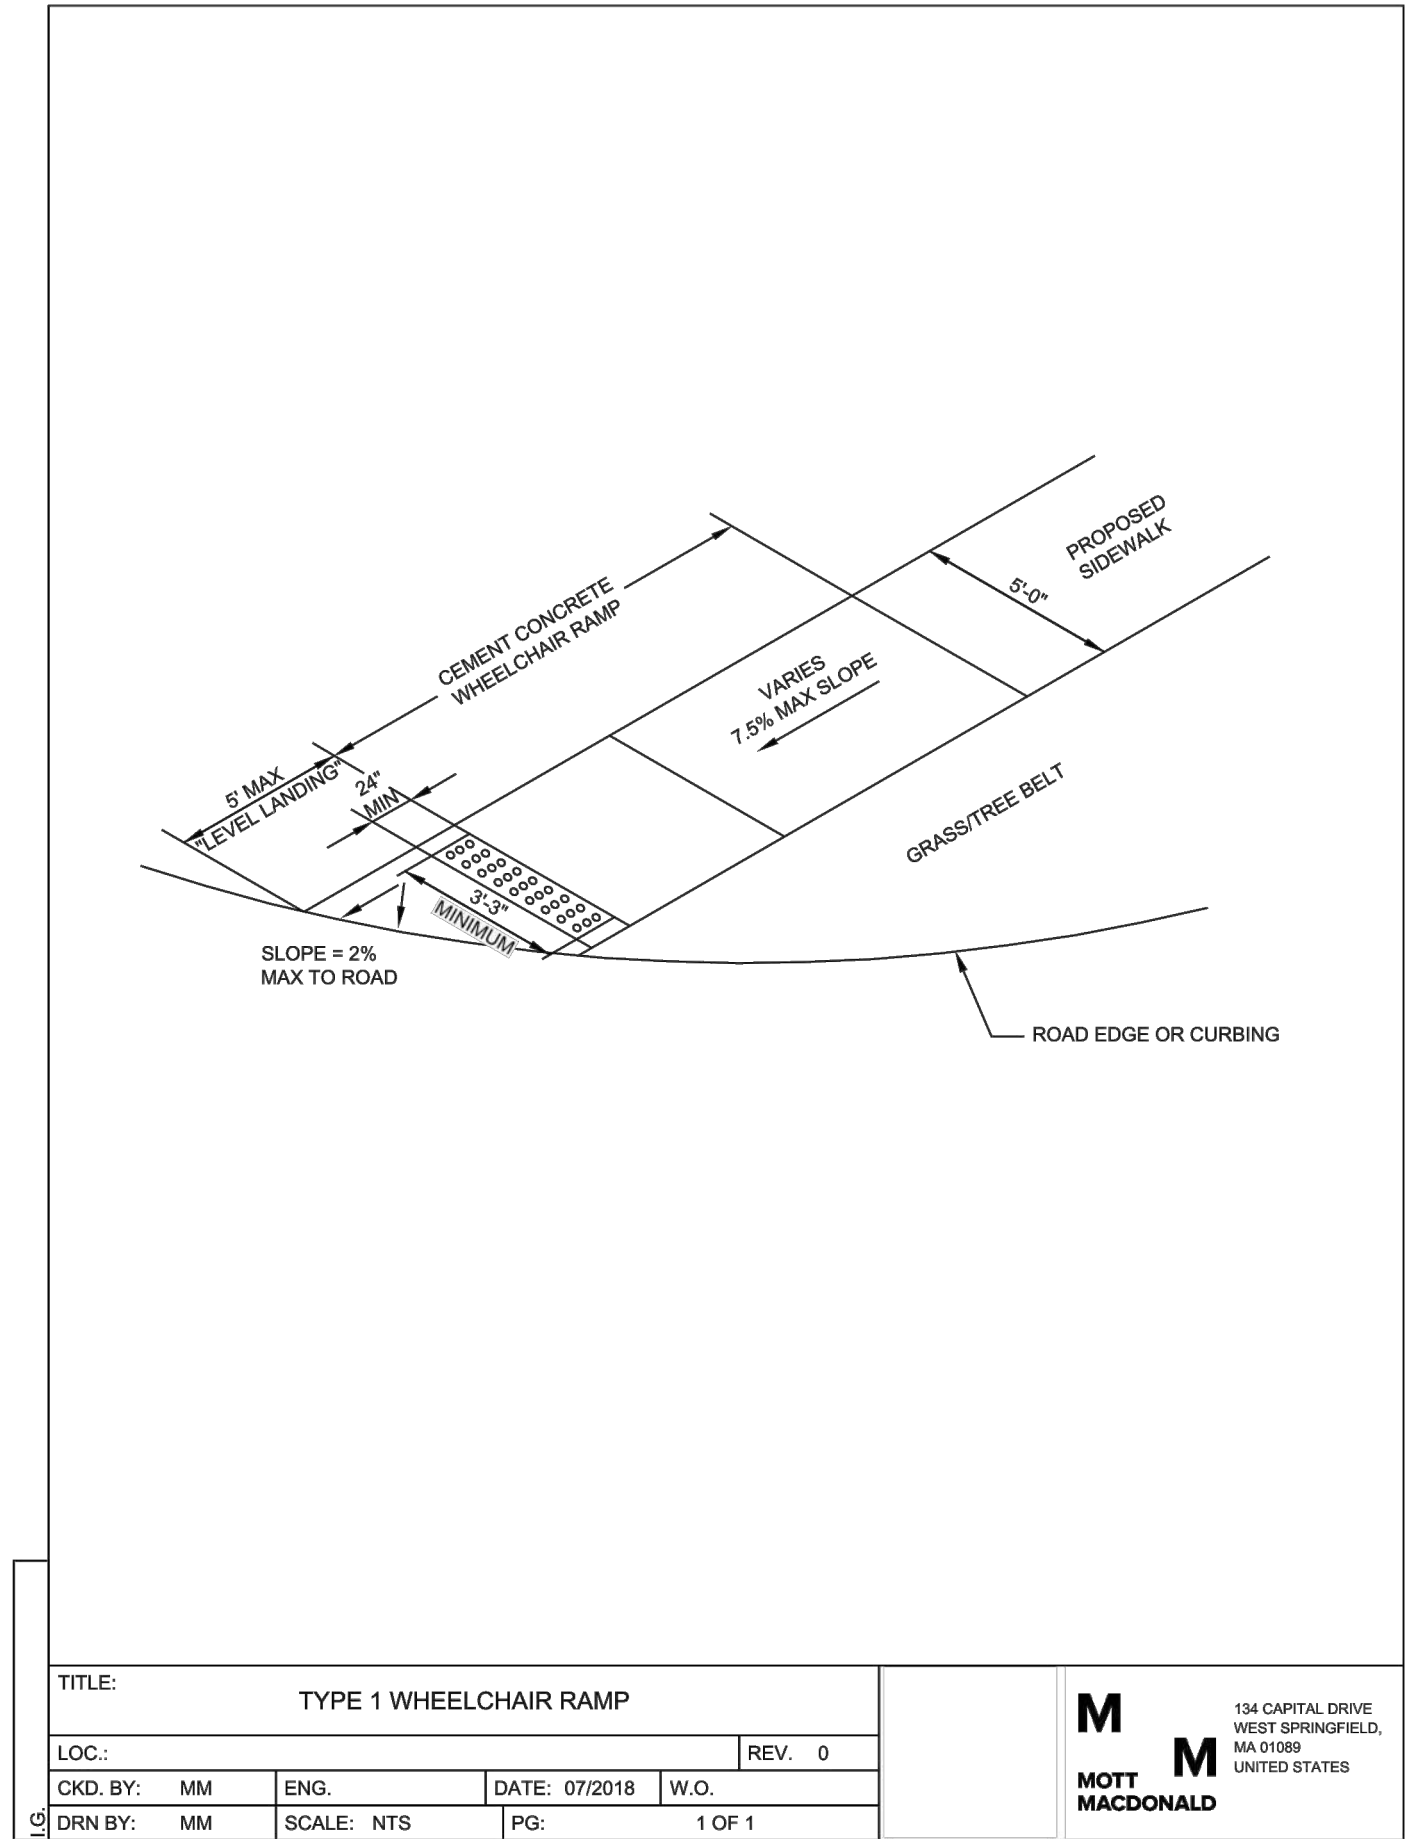 PROPOSED
SIDEWALK
5'-0"
CEMENT CONCRETE
WHEELCHAIR RAMP
VARIES
7.5% MAX SLOPE
5' MAX
"LEVEL LANDING"
24"
MIN
GRASS/TREE BELT
3'-3"
MINIMUM
SLOPE = 2%
MAX TO ROAD
ROAD EDGE OR CURBING
TITLE:
TYPE 1 WHEELCHAIR RAMP
LOC.:
REV. 0
CKD. BY: MM
ENG.
DATE: 07/2018
W.O.
DRN BY: MM
SCALE: NTS
PG: 1 OF 1
I.G.
M
M
MOTT
MACDONALD
134 CAPITAL DRIVE
WEST SPRINGFIELD,
MA 01089
UNITED STATES